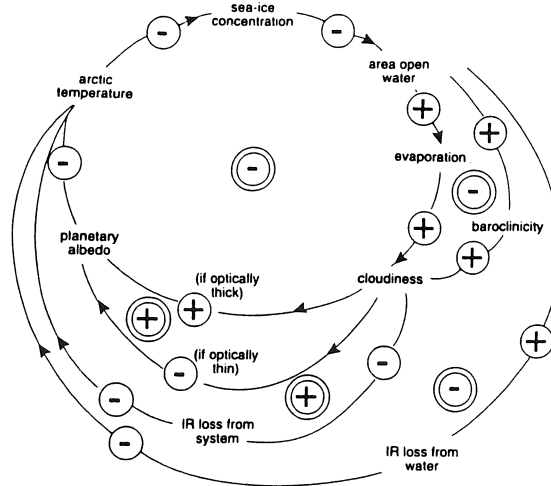 sea-ice
concentration
-
-
arctic
temperature
area open
water
+
+
evaporation
-
-
-
+
baroclinicity
planetary
albedo
+
cloudiness
(if optically
thick)
+
+
(if optically
thin)
-
-
+
+
-
-
IR loss from
system
-
IR loss from
water